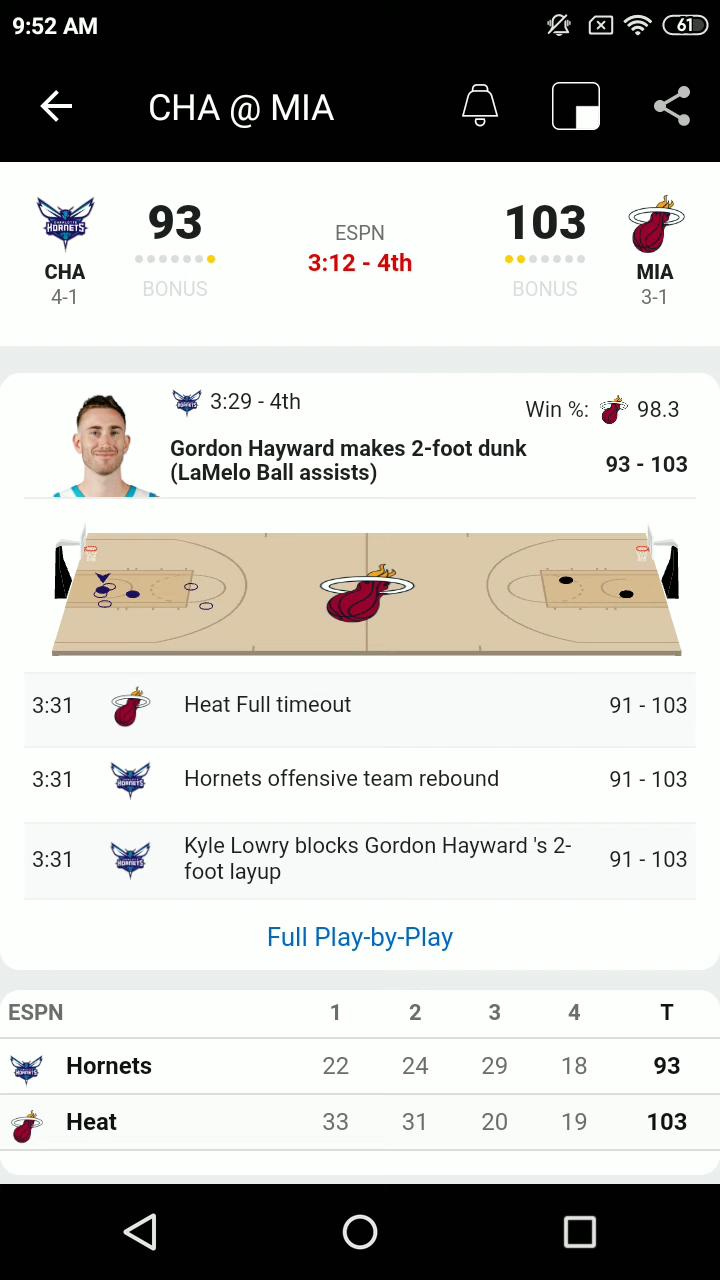 9:52 AM
61
CHA @ MIA
93
ESPN
103
3:12 - 4th
CHA
MIA
4-1
BONUS
BONUS
3-1
3:29 - 4th
Win %:
98.3
Gordon Hayward makes 2-foot dunk
(LaMelo Ball assists)
93 - 103
3:31
Heat Full timeout
91 - 103
3:31
Hornets offensive team rebound
91 - 103
3:31
Kyle Lowry blocks Gordon Hayward 's 2-
foot layup
91 - 103
Full Play-by-Play
ESPN 1 2 3 4 T
Hornets 22 24 29 18 93
Heat 33 31 20 19 103